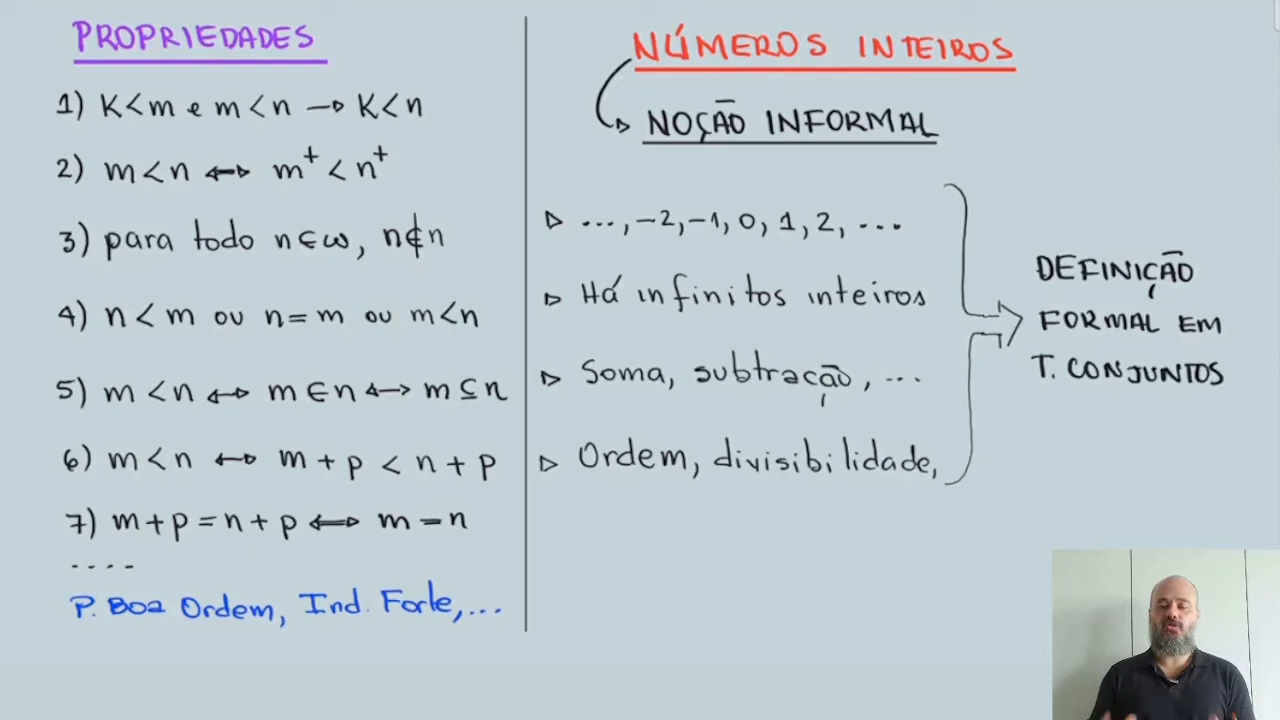 PROPRIEDADES
1) K<m e m<n → K<n
2) m<n ↔ m⁺<n⁺
3) para todo n∈ω, n∉n
4) n<m ou n=m ou m<n
5) m<n ↔ m∈n ↔ m⊆n
6) m<n ↔ m+p < n+p
7) m+p=n+p ⟺ m=n
....
P. Boa Ordem, Ind. Forte, ...
NÚMEROS INTEIROS
NOÇÃO INFORMAL
▷ ..., -2, -1, 0, 1, 2, ...
▷ Há infinitos inteiros
▷ Soma, subtração, ...
▷ Ordem, divisibilidade,
DEFINIÇÃO
FORMAL EM
T. CONJUNTOS